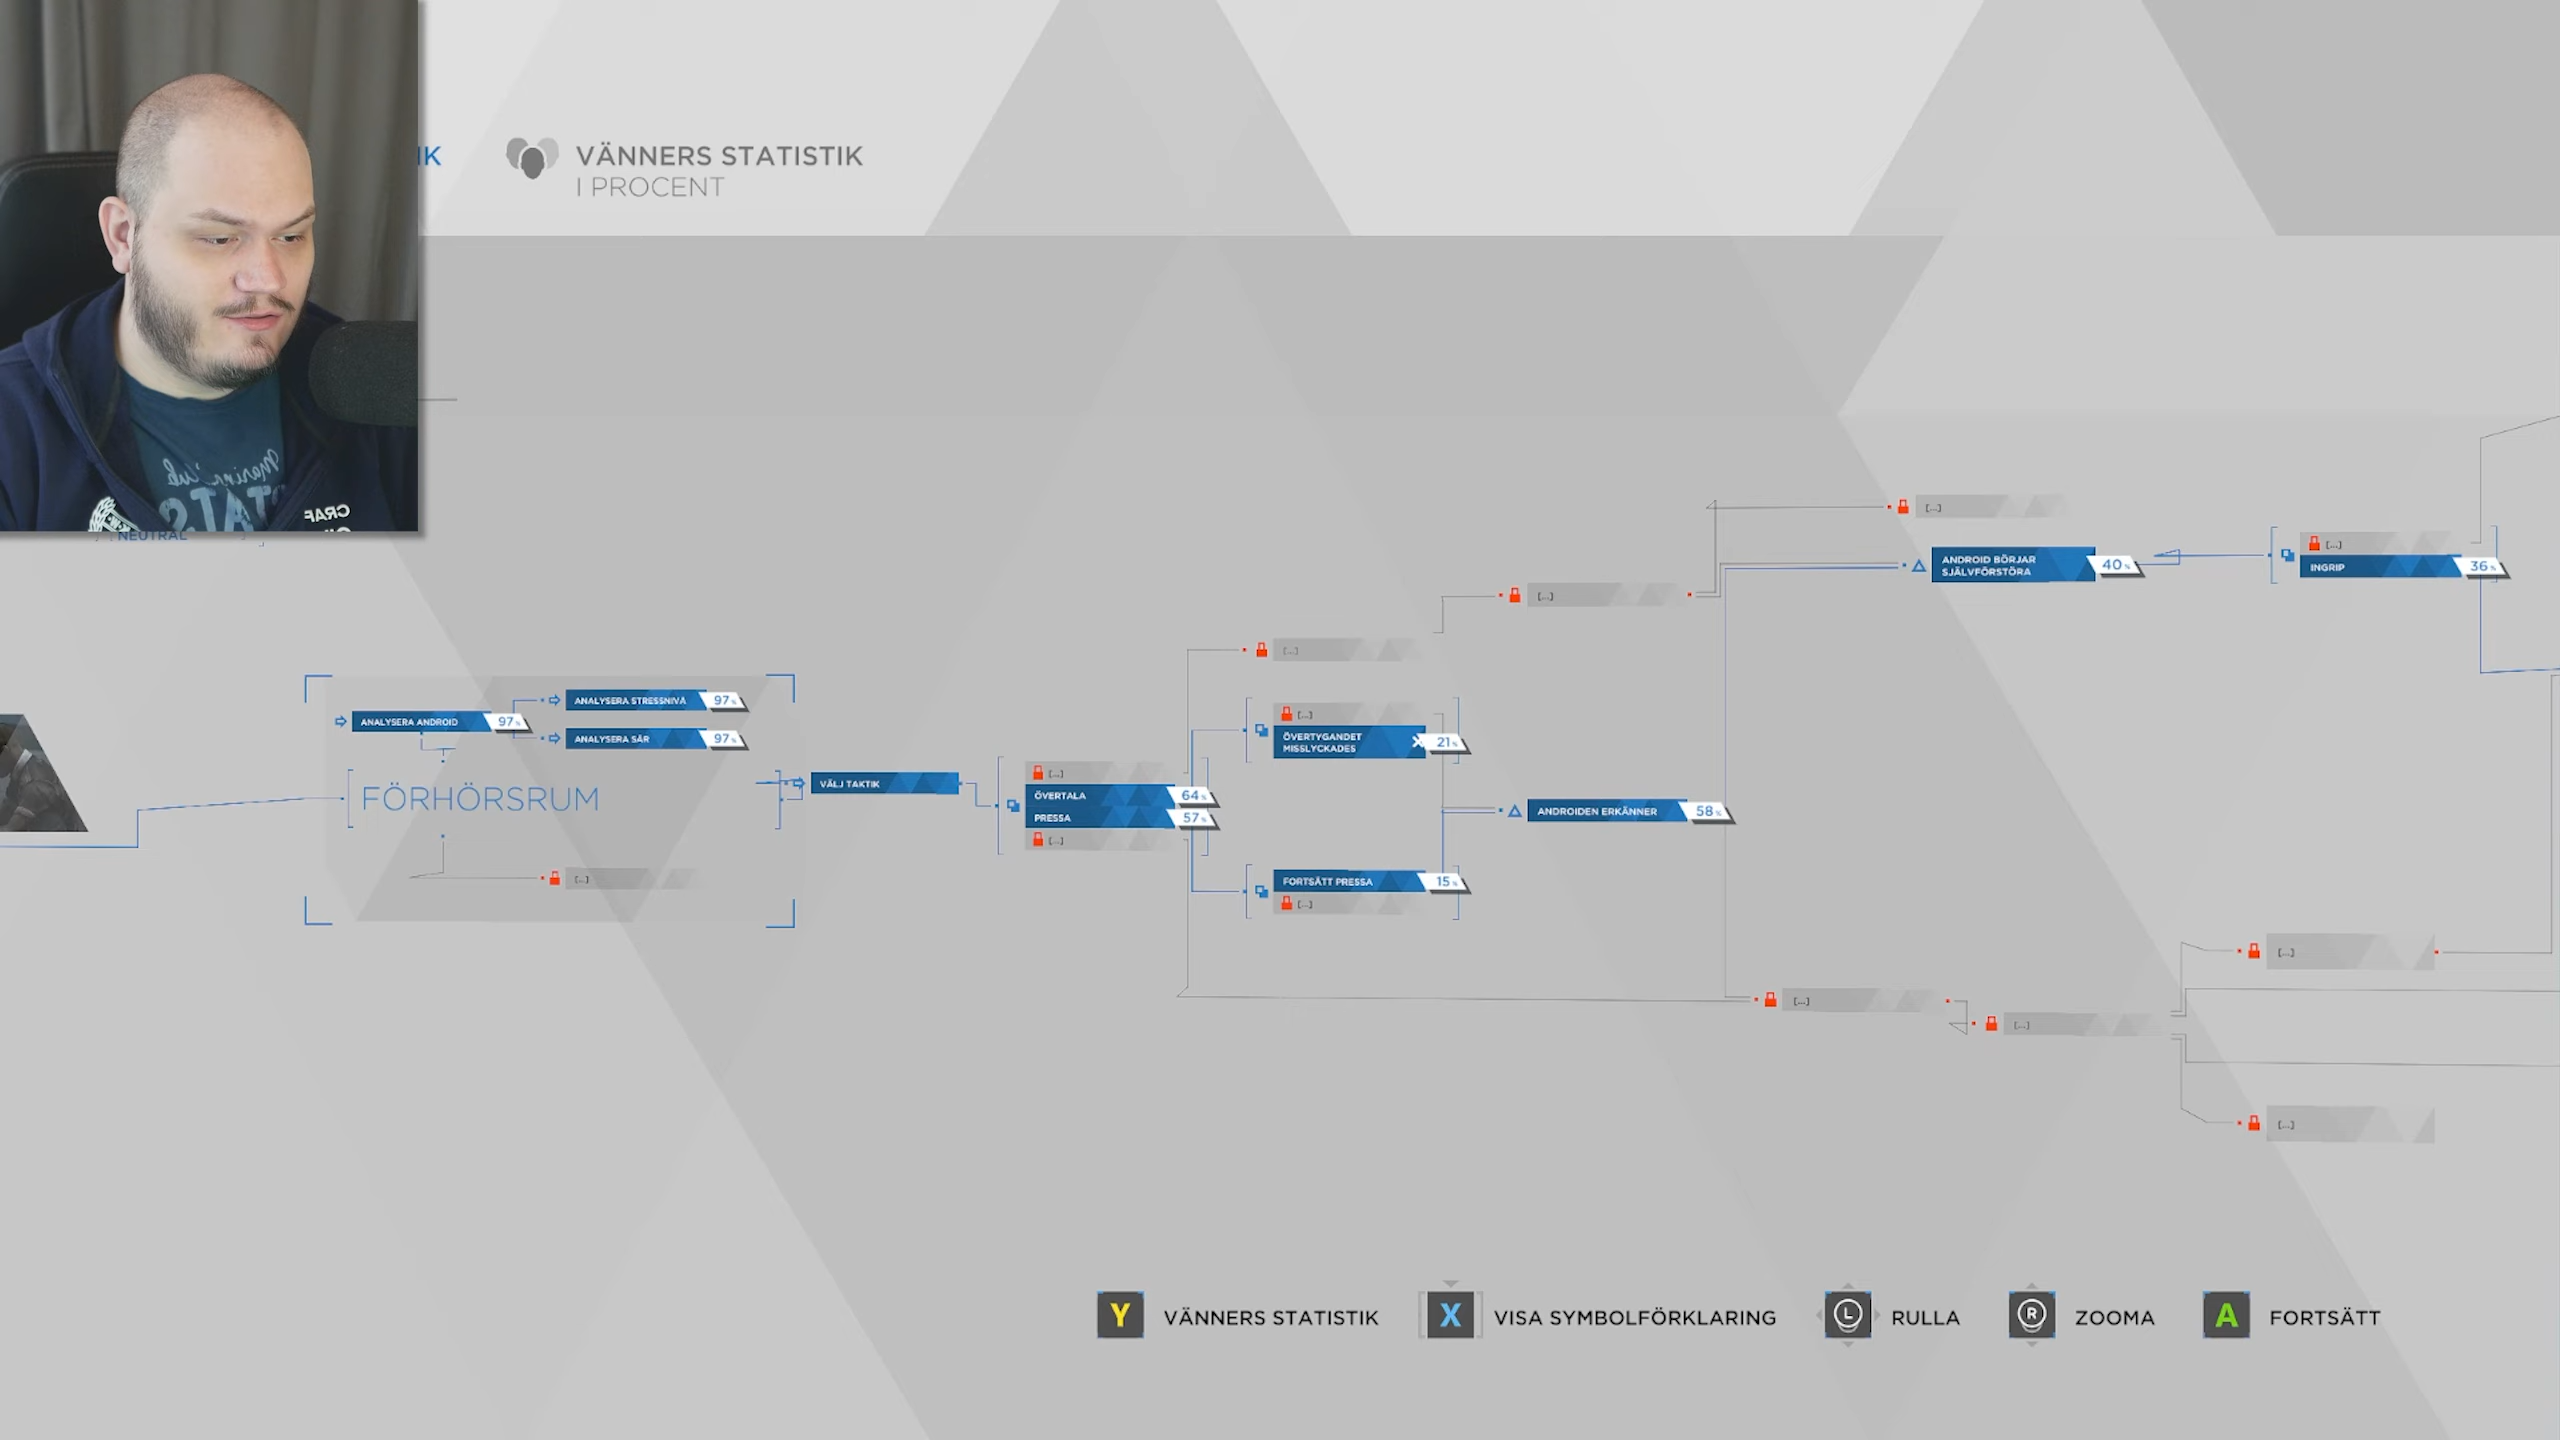 IK
VÄNNERS STATISTIK
I PROCENT
NEUTRAL
[...]
ANDROID BÖRJAR
SJÄLVFÖRSTÖRA
40%
[...]
INGRIP
36%
[...]
[...]
ANALYSERA ANDROID
97%
ANALYSERA STRESSNIVÅ
97%
ANALYSERA SÅR
97%
FÖRHÖRSRUM
[...]
VÄLJ TAKTIK
[...]
ÖVERTALA
64%
PRESSA
57%
[...]
[...]
ÖVERTYGANDET
MISSLYCKADES
21%
ANDROIDEN ERKÄNNER
58%
FORTSÄTT PRESSA
15%
[...]
[...]
[...]
[...]
[...]
Y
VÄNNERS STATISTIK
X
VISA SYMBOLFÖRKLARING
L
RULLA
R
ZOOMA
A
FORTSÄTT